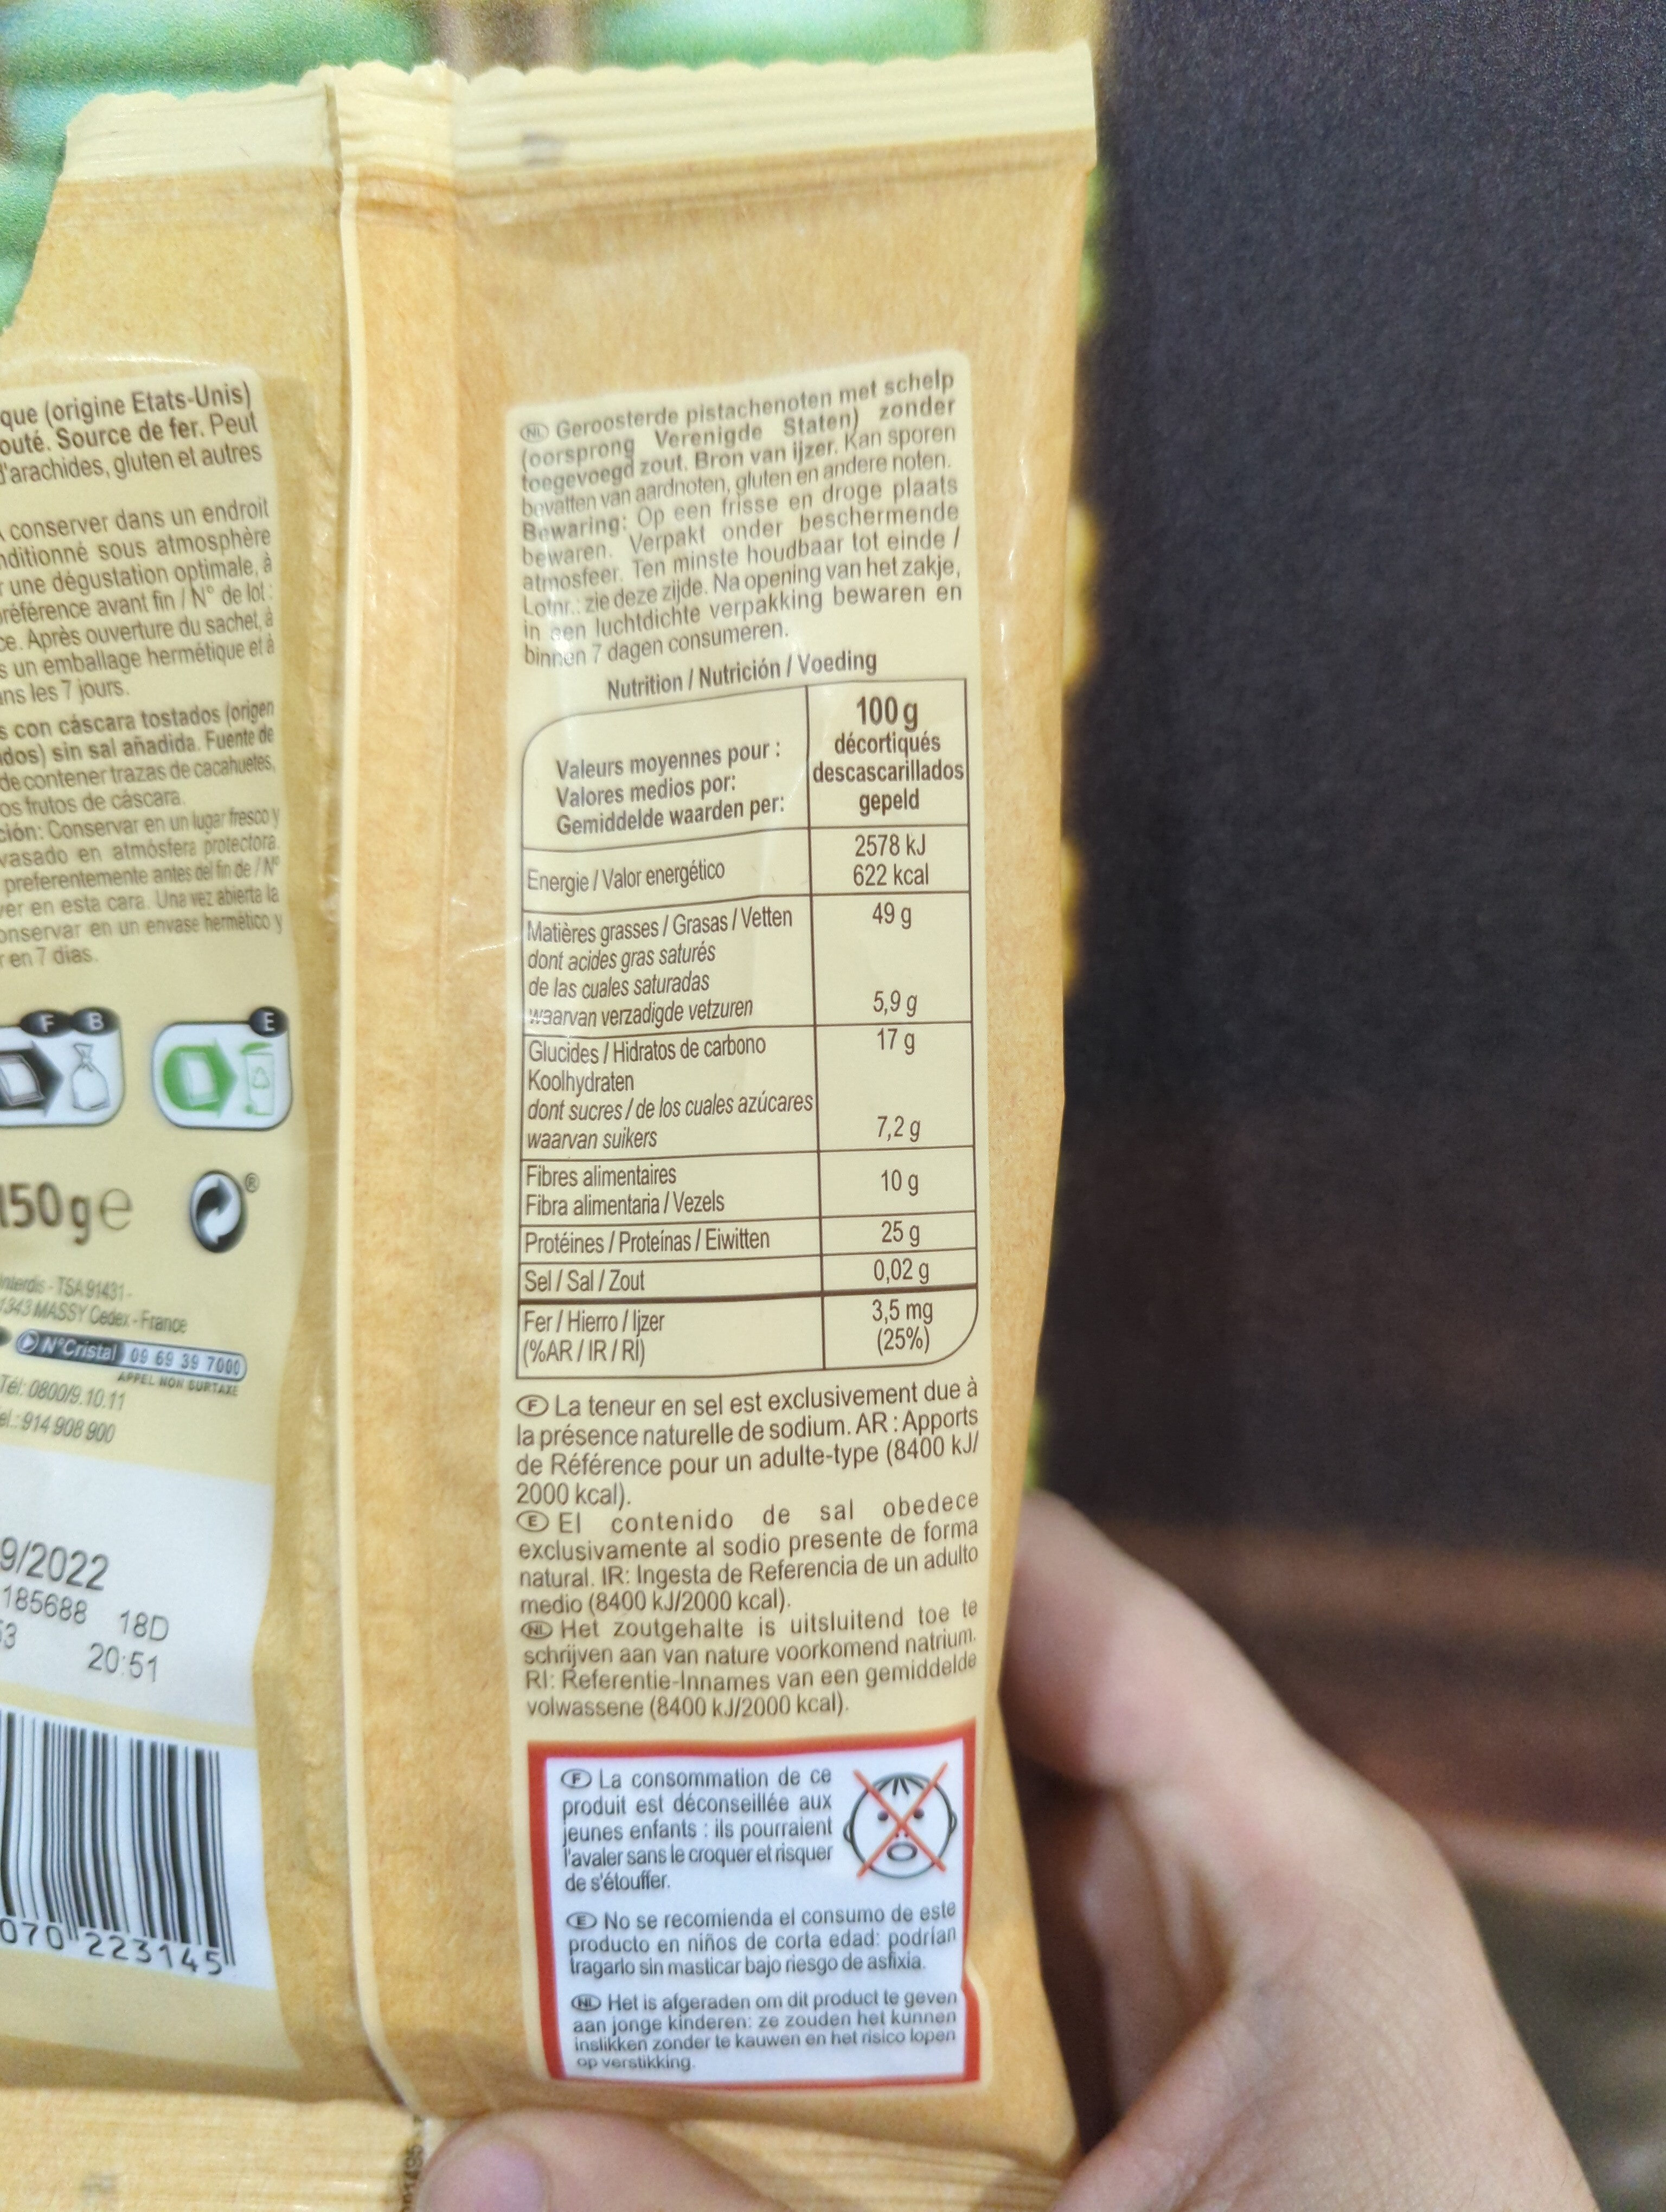 que (origine Etats-Unis)
outé. Source de fer. Peut
d'arachides, gluten et autres
conserver dans un endroit
nditionné sous atmosphère
r une dégustation optimale, à
préférence avant fin / N° de lot :
ce. Après ouverture du sachet, à
s un emballage hermétique et à
ans les 7 jours.
s con cáscara tostados (origen
dos) sin sal añadida. Fuente de
de contener trazas de cacahuetes,
os frutos de cáscara.
ción: Conservar en un lugar fresco y
vasado en atmósfera protectora.
preferentemente antes del fin de / N°
ver en esta cara. Una vez abierta la
onservar en un envase hermético y
r en 7 días.
F B
E
150 g e
®
Interdis - TSA 91431 -
1343 MASSY Cedex - France
N°Cristal 09 69 39 7000
APPEL NON SURTAXE
Tél: 0800/9.10.11
el.: 914 908 900
9/2022
185688 18D
53 20:51
070 223145
NL Geroosterde pistachenoten met schelp
(oorsprong Verenigde Staten) zonder
toegevoegd zout. Bron van ijzer. Kan sporen
bevatten van aardnoten, gluten en andere noten.
Bewaring: Op een frisse en droge plaats
bewaren. Verpakt onder beschermende
atmosfeer. Ten minste houdbaar tot einde /
Lotnr.: zie deze zijde. Na opening van het zakje,
in een luchtdichte verpakking bewaren en
binnen 7 dagen consumeren.
Nutrition / Nutrición / Voeding
Valeurs moyennes pour :
Valores medios por:
Gemiddelde waarden per:
100 g
décortiqués
descascarillados
gepeld
Energie / Valor energético
2578 kJ
622 kcal
Matières grasses / Grasas / Vetten 49 g
dont acides gras saturés
de las cuales saturadas
waarvan verzadigde vetzuren 5,9 g
Glucides / Hidratos de carbono 17 g
Koolhydraten
dont sucres / de los cuales azúcares
waarvan suikers 7,2 g
Fibres alimentaires
Fibra alimentaria / Vezels
10 g
Protéines / Proteínas / Eiwitten 25 g
Sel / Sal / Zout 0,02 g
Fer / Hierro / Ijzer 3,5 mg
(%AR / IR / RI) (25%)
F La teneur en sel est exclusivement due à
la présence naturelle de sodium. AR : Apports
de Référence pour un adulte-type (8400 kJ/
2000 kcal).
E El contenido de sal obedece
exclusivamente al sodio presente de forma
natural. IR: Ingesta de Referencia de un adulto
medio (8400 kJ/2000 kcal).
NL Het zoutgehalte is uitsluitend toe te
schrijven aan van nature voorkomend natrium.
RI: Referentie-Innames van een gemiddelde
volwassene (8400 kJ/2000 kcal).
F La consommation de ce
produit est déconseillée aux
jeunes enfants : ils pourraient
l'avaler sans le croquer et risquer
de s'étouffer.
E No se recomienda el consumo de este
producto en niños de corta edad: podrían
tragarlo sin masticar bajo riesgo de asfixia.
NL Het is afgeraden om dit product te geven
aan jonge kinderen: ze zouden het kunnen
inslikken zonder te kauwen en het risico lopen
op verstikking.